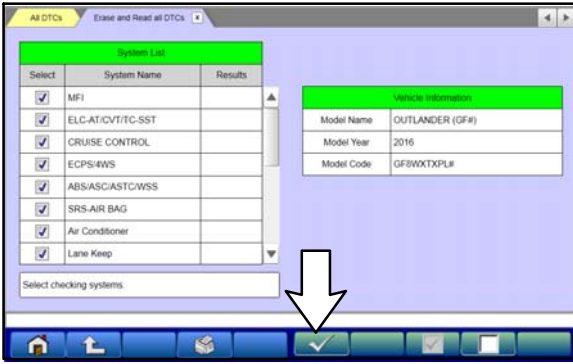 All DTCs
Erase and Read all DTCs x
System List
Select System Name Results
MFI
ELC-AT/CVT/TC-SST
CRUISE CONTROL
ECPS/4WS
ABS/ASC/ASTC/WSS
SRS-AIR BAG
Air Conditioner
Lane Keep
Select checking systems.
Vehicle Information
Model Name OUTLANDER (GF#)
Model Year 2016
Model Code GF8WXTXPL#